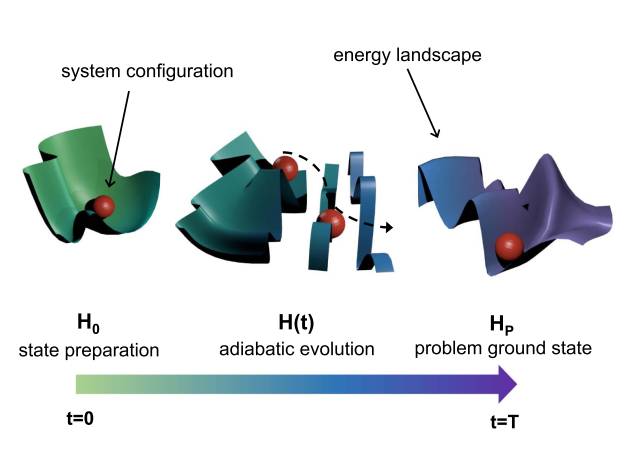 energy landscape
system configuration
H₀
H(t)
Hₚ
state preparation
adiabatic evolution
problem ground state
t=0
t=T